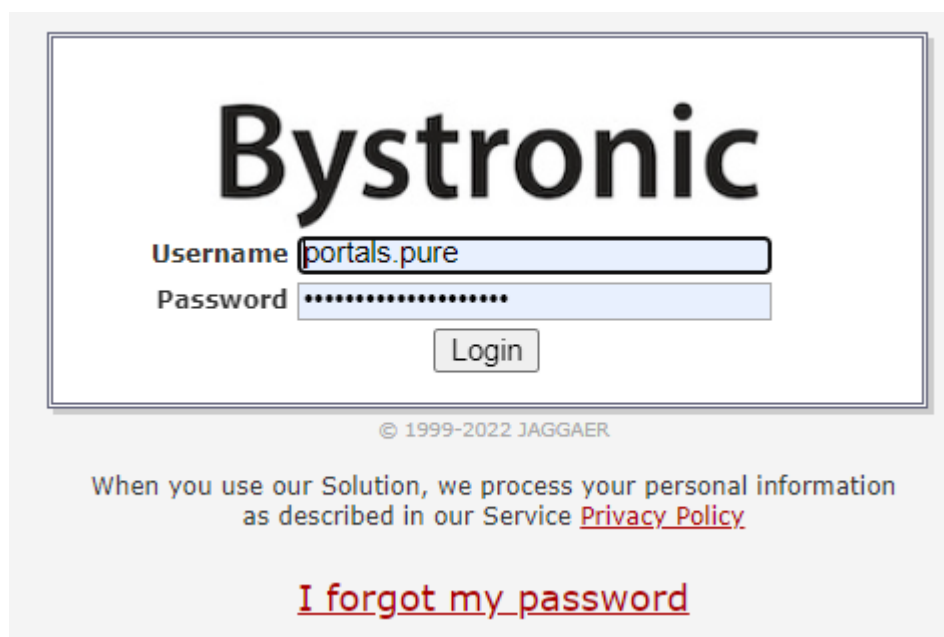 Bystronic
Username portals.pure
Password ••••••••••••••••••••
Login
© 1999-2022 JAGGAER
When you use our Solution, we process your personal information
as described in our Service Privacy Policy
I forgot my password